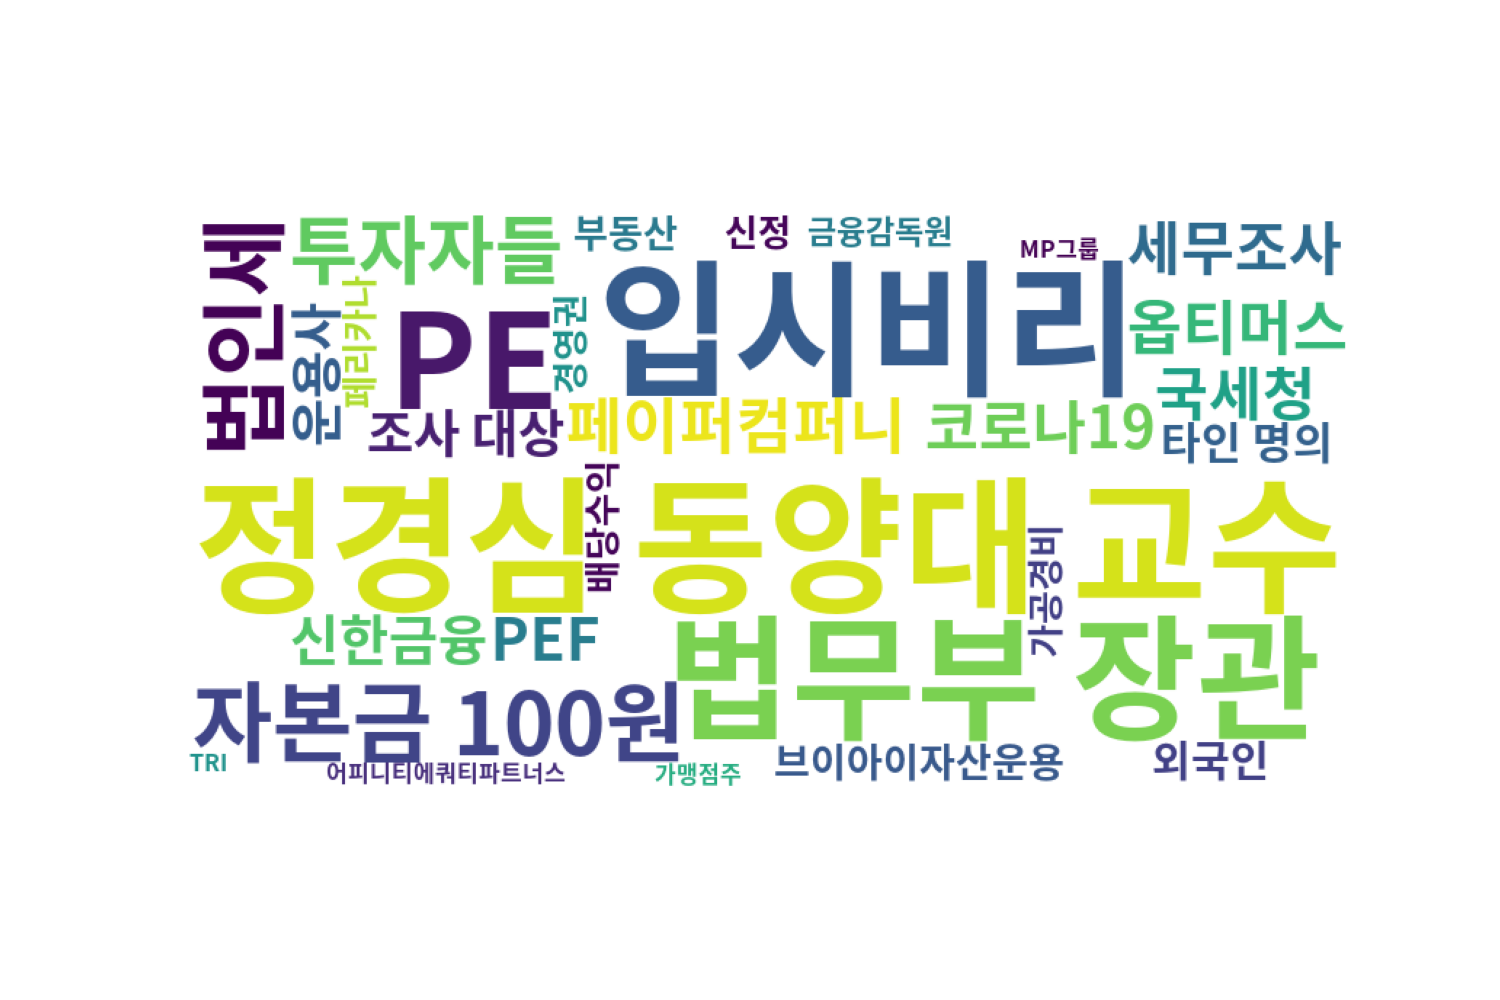 법인세
투자자들
부동산
신정
금융감독원
MP그룹
세무조사
운용사
페리카나
PE
경영권
입시비리
옵티머스
국세청
조사 대상
페이퍼컴퍼니
코로나19
타인 명의
정경심 동양대 교수
배당수익
가공경비
신한금융
PEF
법무부 장관
자본금 100원
TRI
어피니티에쿼티파트너스
가맹점주
브이아이자산운용
외국인